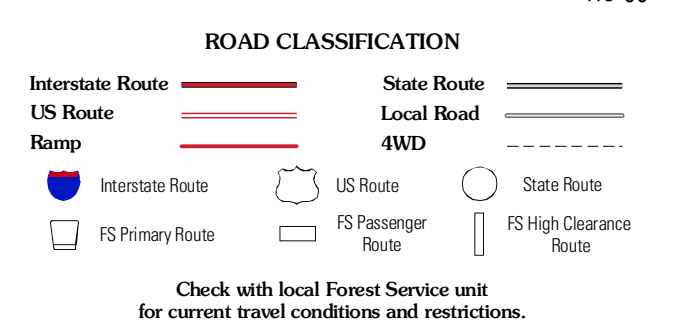 ROAD CLASSIFICATION
Interstate Route
State Route
US Route
Local Road
Ramp
4WD
Interstate Route
US Route
State Route
FS Primary Route
FS Passenger
Route
FS High Clearance
Route
Check with local Forest Service unit
for current travel conditions and restrictions.